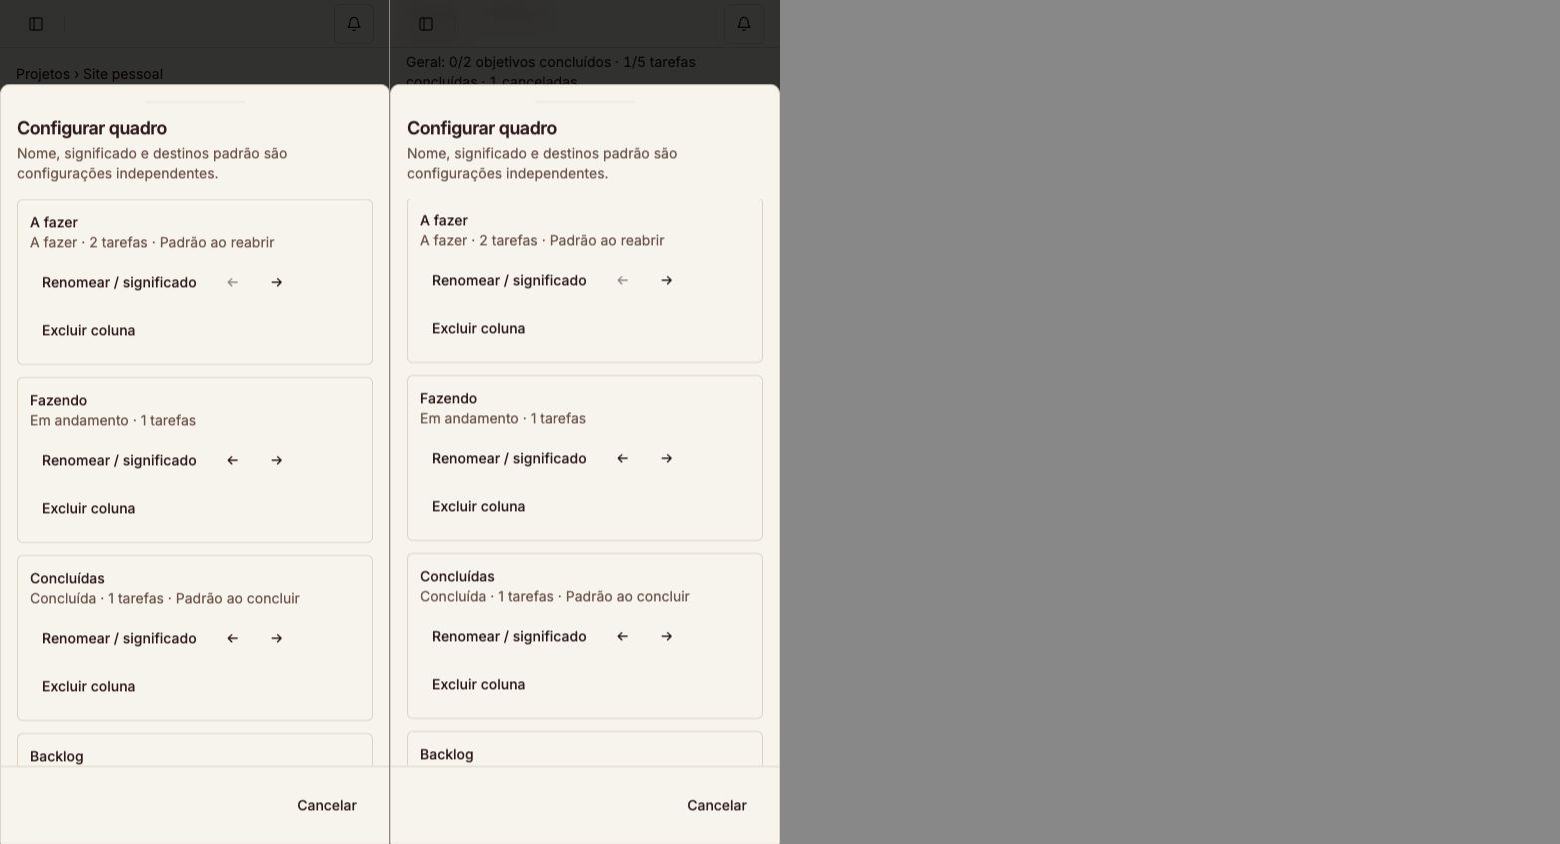 Projetos › Site pessoal
Configurar quadro
Nome, significado e destinos padrão são
configurações independentes.
A fazer
A fazer · 2 tarefas · Padrão ao reabrir
Renomear / significado ← →
Excluir coluna
Fazendo
Em andamento · 1 tarefas
Renomear / significado ← →
Excluir coluna
Concluídas
Concluída · 1 tarefas · Padrão ao concluir
Renomear / significado ← →
Excluir coluna
Backlog
Cancelar
Geral: 0/2 objetivos concluídos · 1/5 tarefas
concluídas · 1 canceladas
Configurar quadro
Nome, significado e destinos padrão são
configurações independentes.
A fazer
A fazer · 2 tarefas · Padrão ao reabrir
Renomear / significado ← →
Excluir coluna
Fazendo
Em andamento · 1 tarefas
Renomear / significado ← →
Excluir coluna
Concluídas
Concluída · 1 tarefas · Padrão ao concluir
Renomear / significado ← →
Excluir coluna
Backlog
Cancelar